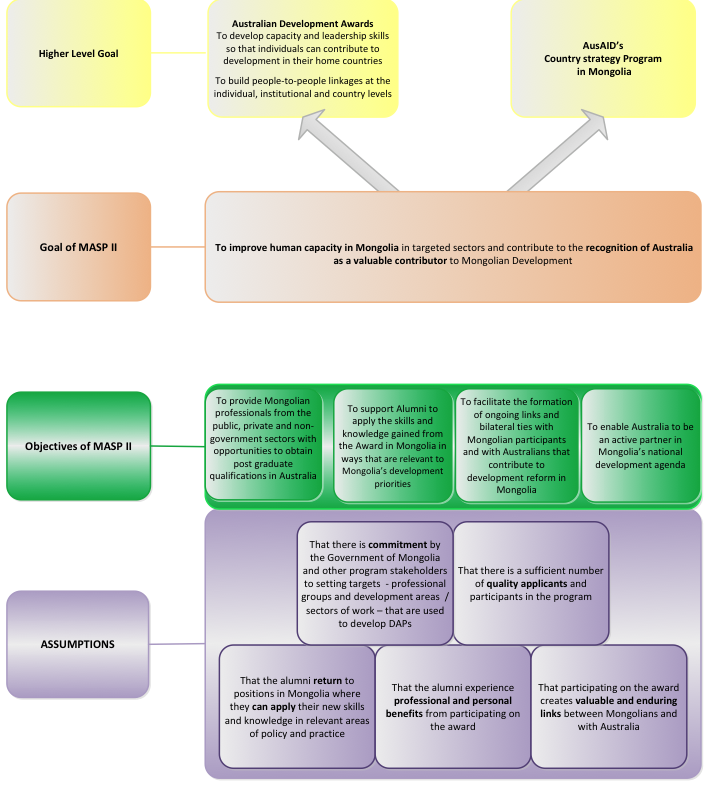 Higher Level Goal
Australian Development Awards
To develop capacity and leadership skills
so that individuals can contribute to
development in their home countries
To build people-to-people linkages at the
individual, institutional and country levels
AusAID's
Country strategy Program
in Mongolia
Goal of MASP II
To improve human capacity in Mongolia in targeted sectors and contribute to the recognition of Australia
as a valuable contributor to Mongolian Development
Objectives of MASP II
To provide Mongolian
professionals from the
public, private and non-
government sectors with
opportunities to obtain
post graduate
qualifications in Australia
To support Alumni to
apply the skills and
knowledge gained from
the Award in Mongolia in
ways that are relevant to
Mongolia's development
priorities
To facilitate the formation
of ongoing links and
bilateral ties with
Mongolian participants
and with Australians that
contribute to
development reform in
Mongolia
To enable Australia to be
an active partner in
Mongolia's national
development agenda
ASSUMPTIONS
That there is commitment by
the Government of Mongolia
and other program stakeholders
to setting targets - professional
groups and development areas /
sectors of work – that are used
to develop DAPs
That there is a sufficient number
of quality applicants and
participants in the program
That the alumni return to
positions in Mongolia where
they can apply their new skills
and knowledge in relevant areas
of policy and practice
That the alumni experience
professional and personal
benefits from participating on
the award
That participating on the award
creates valuable and enduring
links between Mongolians and
with Australia